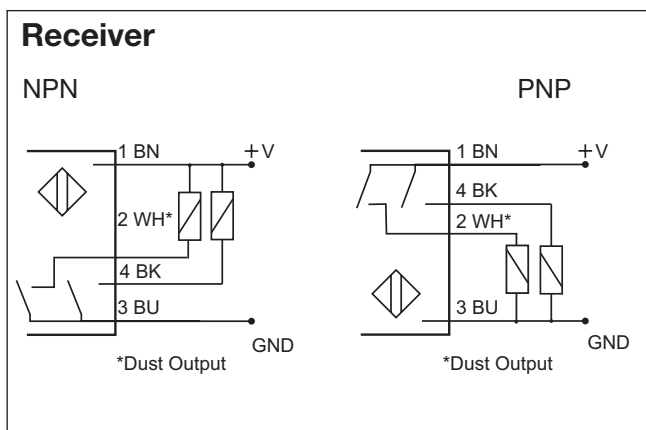 Receiver
NPN
1 BN
+V
2 WH*
4 BK
3 BU
GND
*Dust Output
PNP
1 BN
+V
4 BK
2 WH*
3 BU
GND
*Dust Output